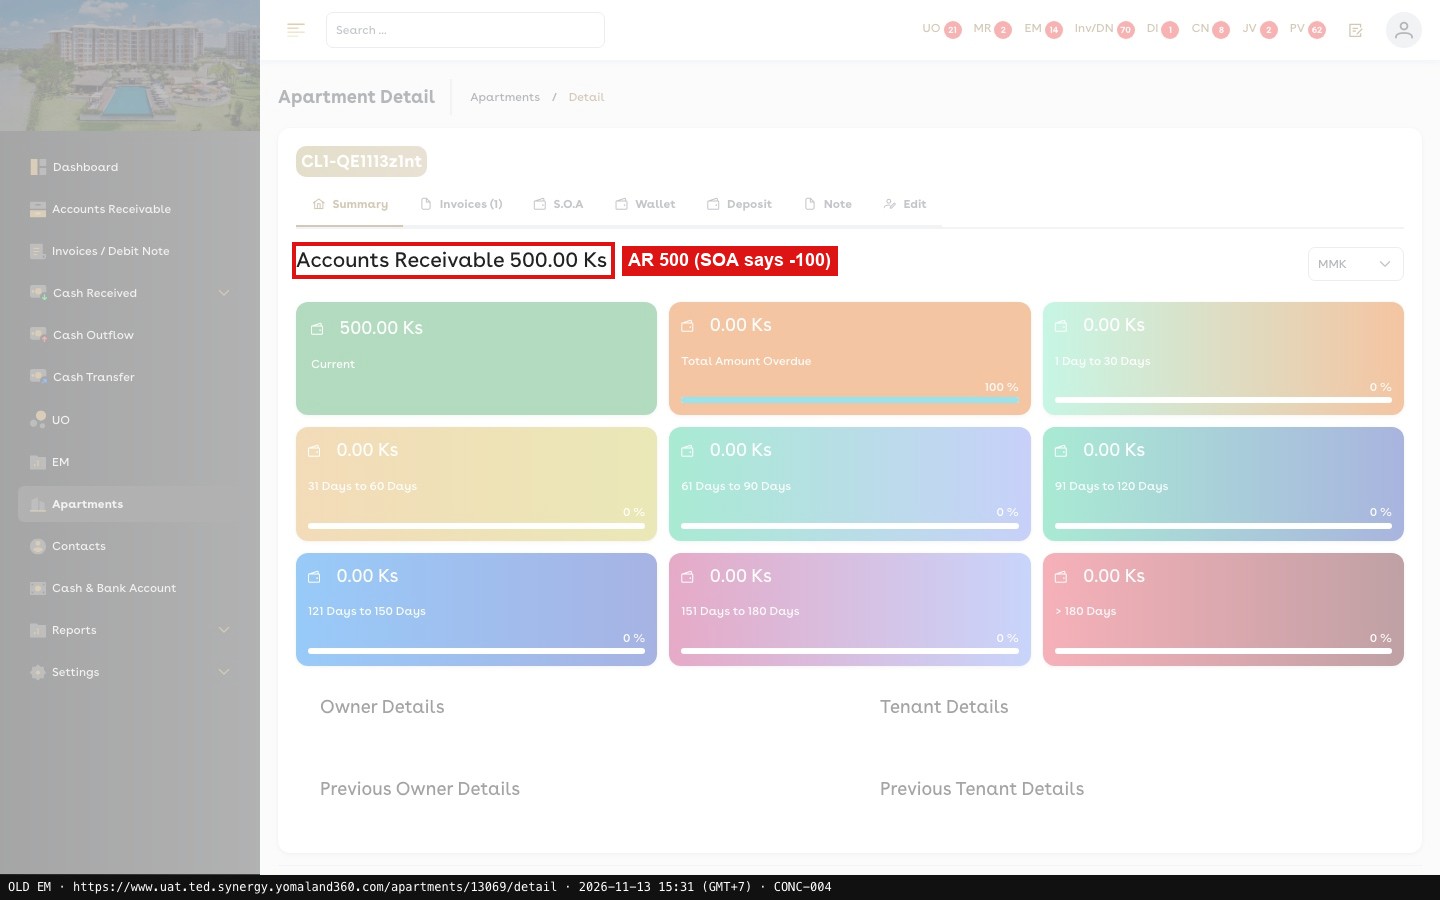 Search ...
UO 21 MR 2 EM 14 Inv/DN 70 DI 1 CN 8 JV 2 PV 62
Apartment Detail
Apartments / Detail
Dashboard
Accounts Receivable
Invoices / Debit Note
Cash Received
Cash Outflow
Cash Transfer
UO
EM
Apartments
Contacts
Cash & Bank Account
Reports
Settings
CL1-QE1113z1nt
Summary Invoices (1) S.O.A Wallet Deposit Note Edit
Accounts Receivable 500.00 Ks
AR 500 (SOA says -100)
MMK
500.00 Ks
Current
0.00 Ks
Total Amount Overdue
100 %
0.00 Ks
1 Day to 30 Days
0 %
0.00 Ks
31 Days to 60 Days
0 %
0.00 Ks
61 Days to 90 Days
0 %
0.00 Ks
91 Days to 120 Days
0 %
0.00 Ks
121 Days to 150 Days
0 %
0.00 Ks
151 Days to 180 Days
0 %
0.00 Ks
> 180 Days
0 %
Owner Details
Tenant Details
Previous Owner Details
Previous Tenant Details
OLD EM · https://www.uat.ted.synergy.yomaland360.com/apartments/13069/detail · 2026-11-13 15:31 (GMT+7) · CONC-004